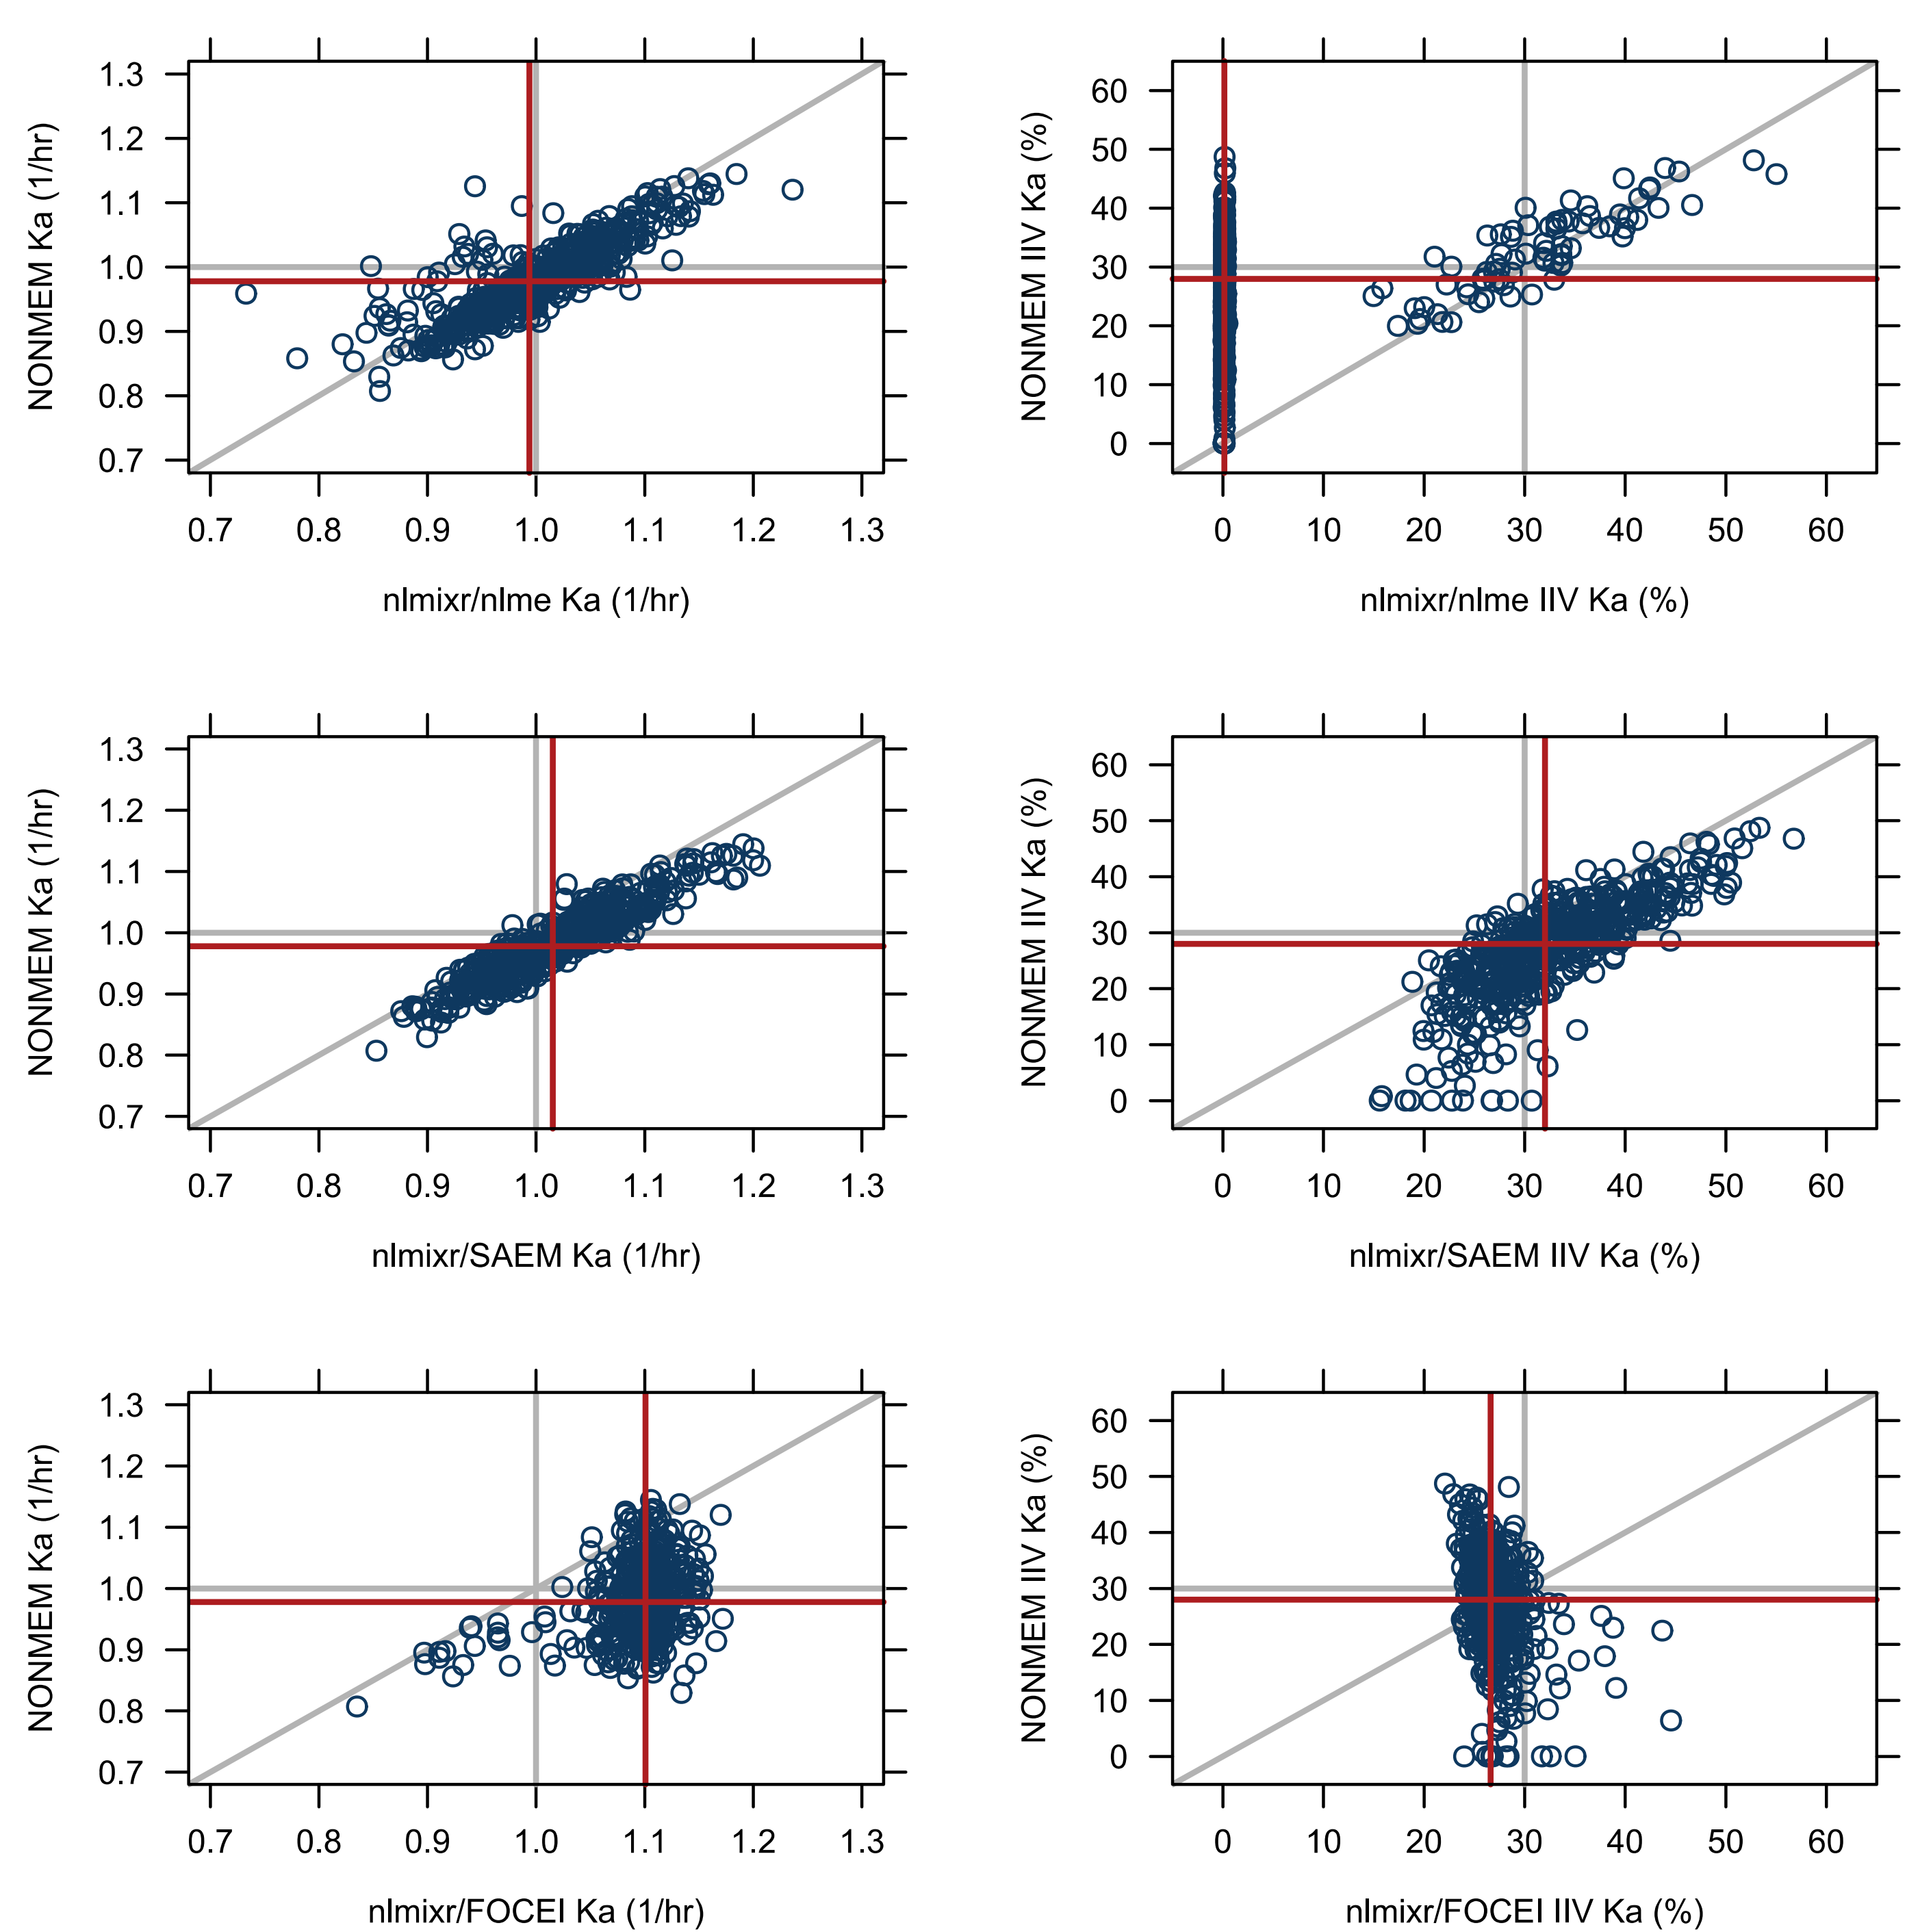 1.3
1.2
1.1
1.0
0.9
0.8
0.7
NONMEM Ka (1/hr)
0.7 0.8 0.9 1.0 1.1 1.2 1.3
nlmixr/nlme Ka (1/hr)
60
50
40
30
20
10
0
NONMEM IIV Ka (%)
0 10 20 30 40 50 60
nlmixr/nlme IIV Ka (%)
1.3
1.2
1.1
1.0
0.9
0.8
0.7
NONMEM Ka (1/hr)
0.7 0.8 0.9 1.0 1.1 1.2 1.3
nlmixr/SAEM Ka (1/hr)
60
50
40
30
20
10
0
NONMEM IIV Ka (%)
0 10 20 30 40 50 60
nlmixr/SAEM IIV Ka (%)
1.3
1.2
1.1
1.0
0.9
0.8
0.7
NONMEM Ka (1/hr)
0.7 0.8 0.9 1.0 1.1 1.2 1.3
nlmixr/FOCEI Ka (1/hr)
60
50
40
30
20
10
0
NONMEM IIV Ka (%)
0 10 20 30 40 50 60
nlmixr/FOCEI IIV Ka (%)